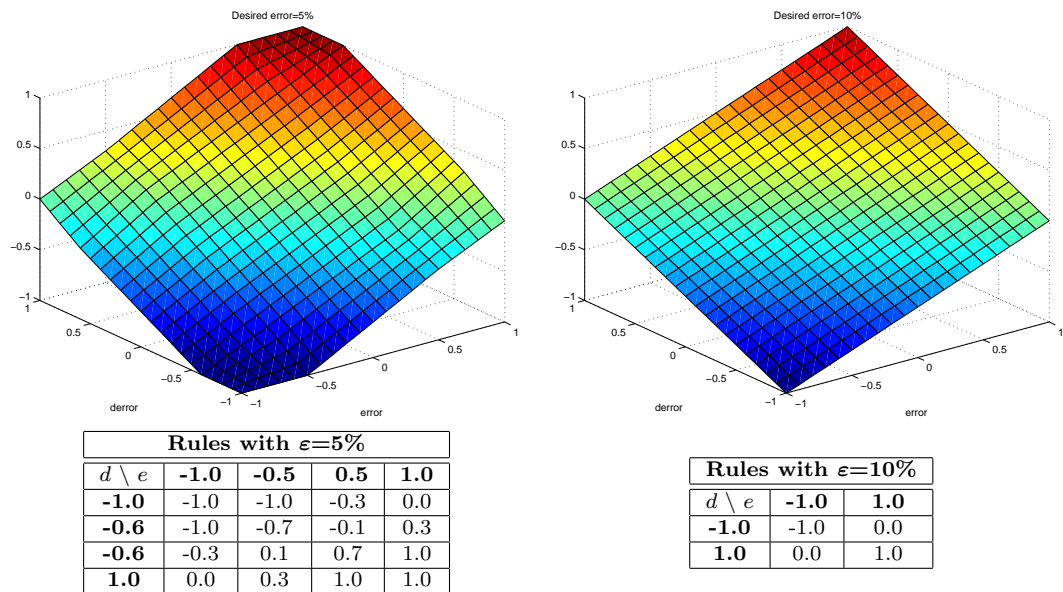 Desired error=5%
1
0.5
0
−0.5
−1
1
0.5
0
−0.5
−1
−1
−0.5
0
0.5
1
derror
error
Desired error=10%
1
0.5
0
−0.5
−1
1
0.5
0
−0.5
−1
−1
−0.5
0
0.5
1
derror
error
Rules with ε=5%
d \ e -1.0 -0.5 0.5 1.0
-1.0 -1.0 -1.0 -0.3 0.0
-0.6 -1.0 -0.7 -0.1 0.3
-0.6 -0.3 0.1 0.7 1.0
1.0 0.0 0.3 1.0 1.0
Rules with ε=10%
d \ e -1.0 1.0
-1.0 -1.0 0.0
1.0 0.0 1.0